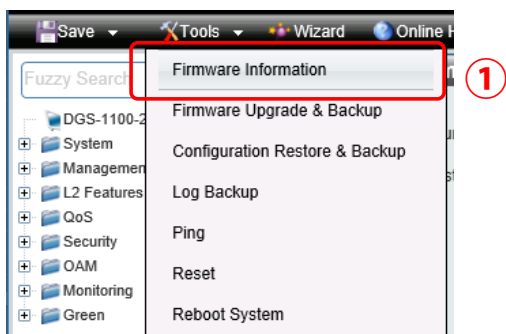 Save Tools Wizard Online H
Fuzzy Search
Firmware Information
①
Firmware Upgrade & Backup
Configuration Restore & Backup
Log Backup
Ping
Reset
Reboot System
DGS-1100-2
System
Managemen
L2 Features
QoS
Security
OAM
Monitoring
Green